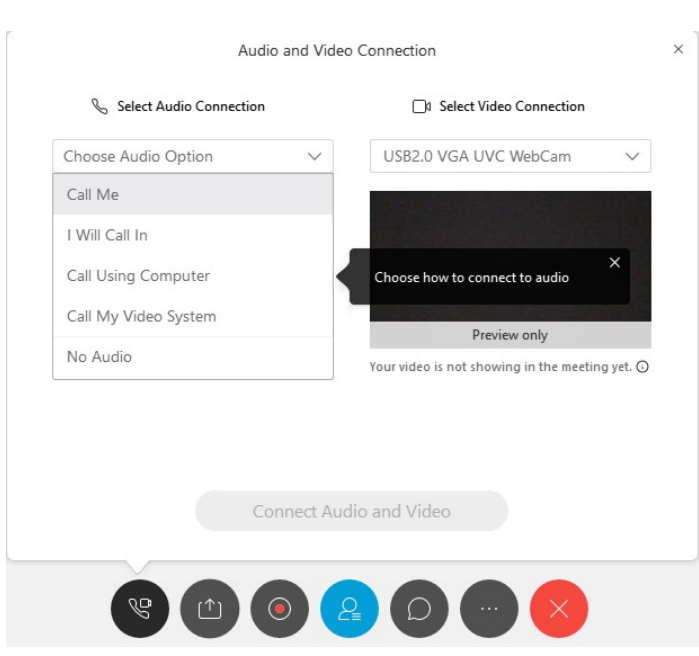 Audio and Video Connection
Select Audio Connection
Select Video Connection
Choose Audio Option
USB2.0 VGA UVC WebCam
Call Me
I Will Call In
Call Using Computer
Choose how to connect to audio
Call My Video System
Preview only
No Audio
Your video is not showing in the meeting yet.
Connect Audio and Video